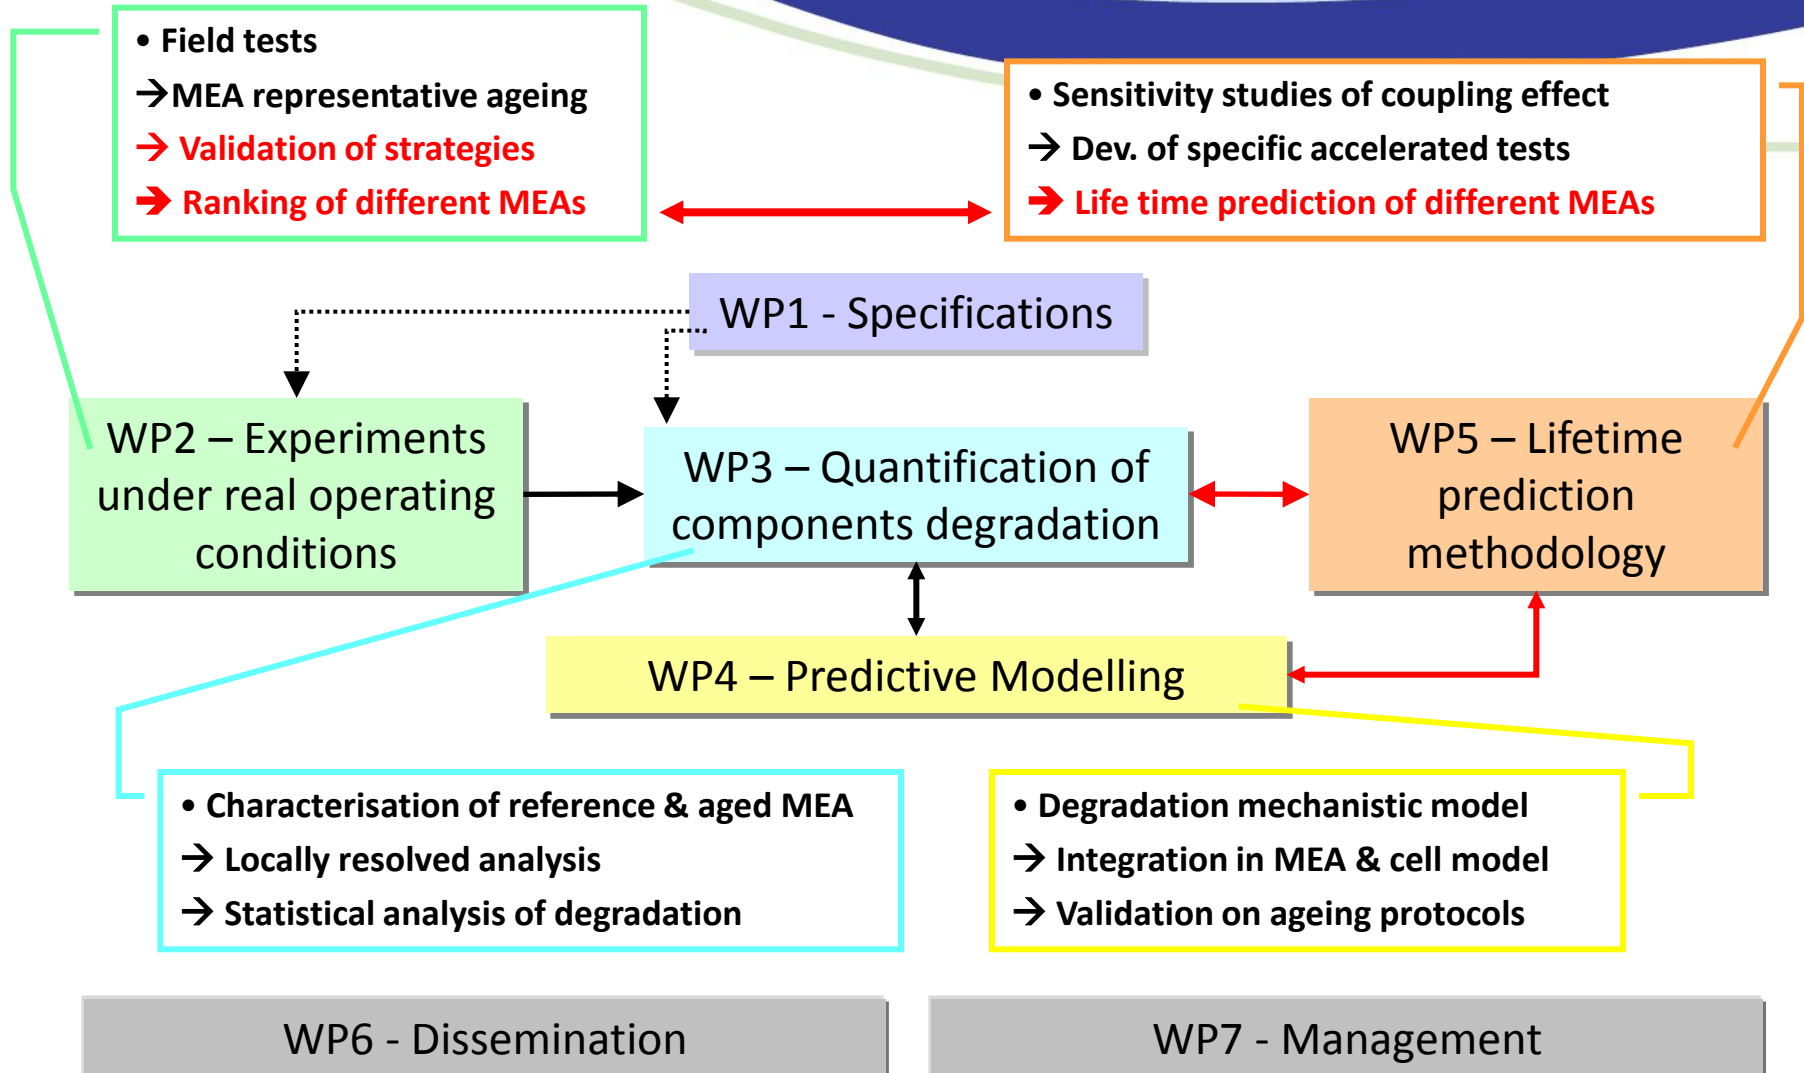 • Field tests
→MEA representative ageing
→ Validation of strategies
→ Ranking of different MEAs
• Sensitivity studies of coupling effect
→ Dev. of specific accelerated tests
→ Life time prediction of different MEAs
WP1 - Specifications
WP2 – Experiments
under real operating
conditions
WP3 – Quantification of
components degradation
WP5 – Lifetime
prediction
methodology
WP4 – Predictive Modelling
• Characterisation of reference & aged MEA
→ Locally resolved analysis
→ Statistical analysis of degradation
• Degradation mechanistic model
→ Integration in MEA & cell model
→ Validation on ageing protocols
WP6 - Dissemination
WP7 - Management